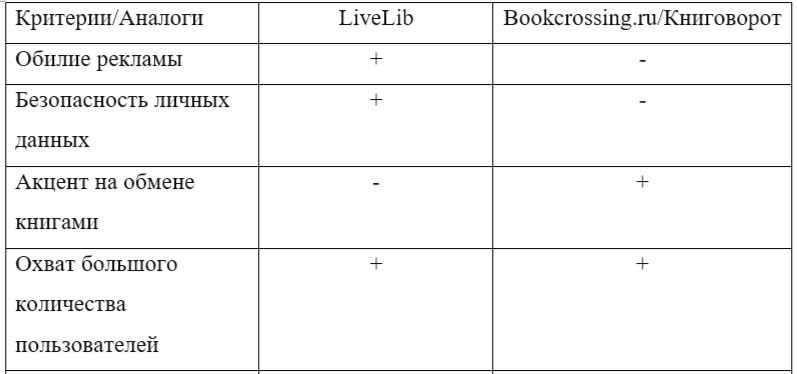 Критерии/Аналоги LiveLib Bookcrossing.ru/Книговорот
Обилие рекламы + -
Безопасность личных + -
данных
Акцент на обмене - +
книгами
Охват большого + +
количества
пользователей